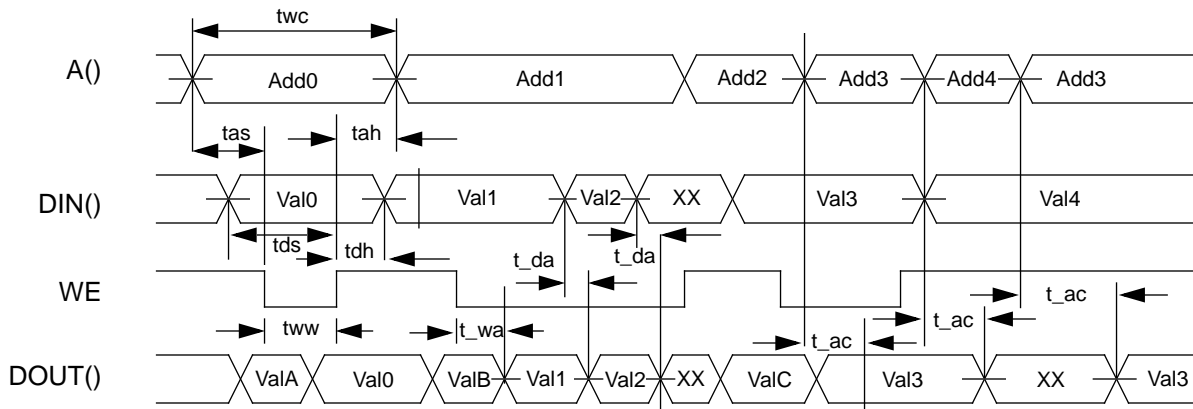 twc
A() Add0 Add1 Add2 Add3 Add4 Add3
tas tah
DIN() Val0 Val1 Val2 XX Val3 Val4
tds tdh t_da t_da
WE
tww t_wa t_ac t_ac t_ac
DOUT() ValA Val0 ValB Val1 Val2 XX ValC Val3 XX Val3